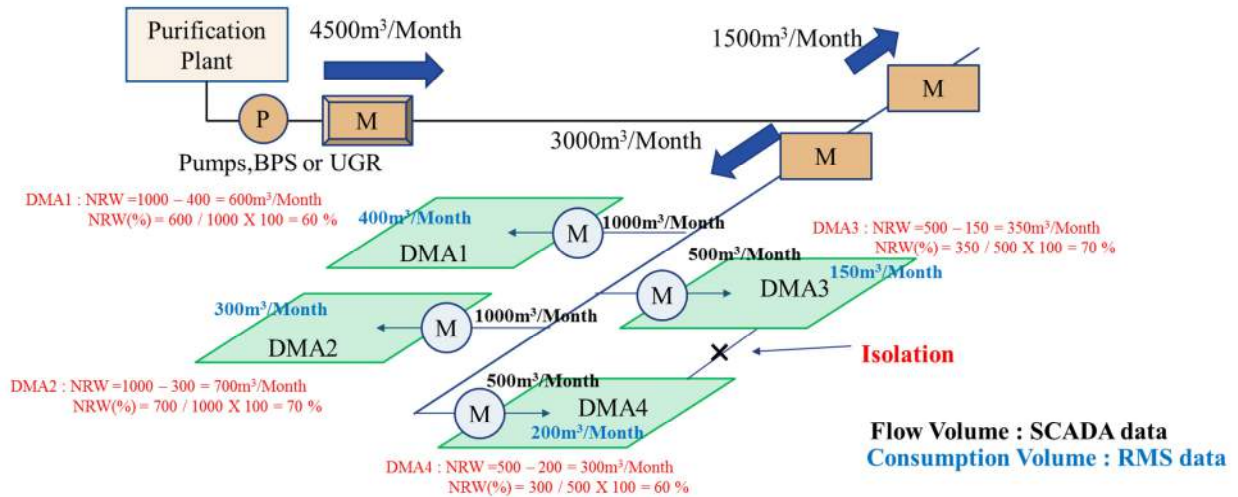 Purification
Plant
4500m³/Month
1500m³/Month
M
P
M
3000m³/Month
M
Pumps,BPS or UGR
DMA1 : NRW =1000 – 400 = 600m³/Month
NRW(%) = 600 / 1000 X 100 = 60 %
400m³/Month
M
1000m³/Month
DMA1
DMA3 : NRW =500 – 150 = 350m³/Month
NRW(%) = 350 / 500 X 100 = 70 %
500m³/Month
150m³/Month
M
DMA3
300m³/Month
M
1000m³/Month
DMA2
Isolation
DMA2 : NRW =1000 – 300 = 700m³/Month
NRW(%) = 700 / 1000 X 100 = 70 %
500m³/Month
M
DMA4
200m³/Month
Flow Volume : SCADA data
Consumption Volume : RMS data
DMA4 : NRW =500 – 200 = 300m³/Month
NRW(%) = 300 / 500 X 100 = 60 %